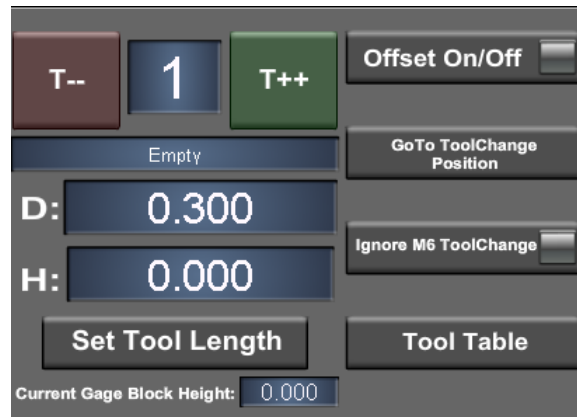 T--
1
T++
Offset On/Off
Empty
GoTo ToolChange
Position
D: 0.300
Ignore M6 ToolChange
H: 0.000
Set Tool Length
Tool Table
Current Gage Block Height: 0.000